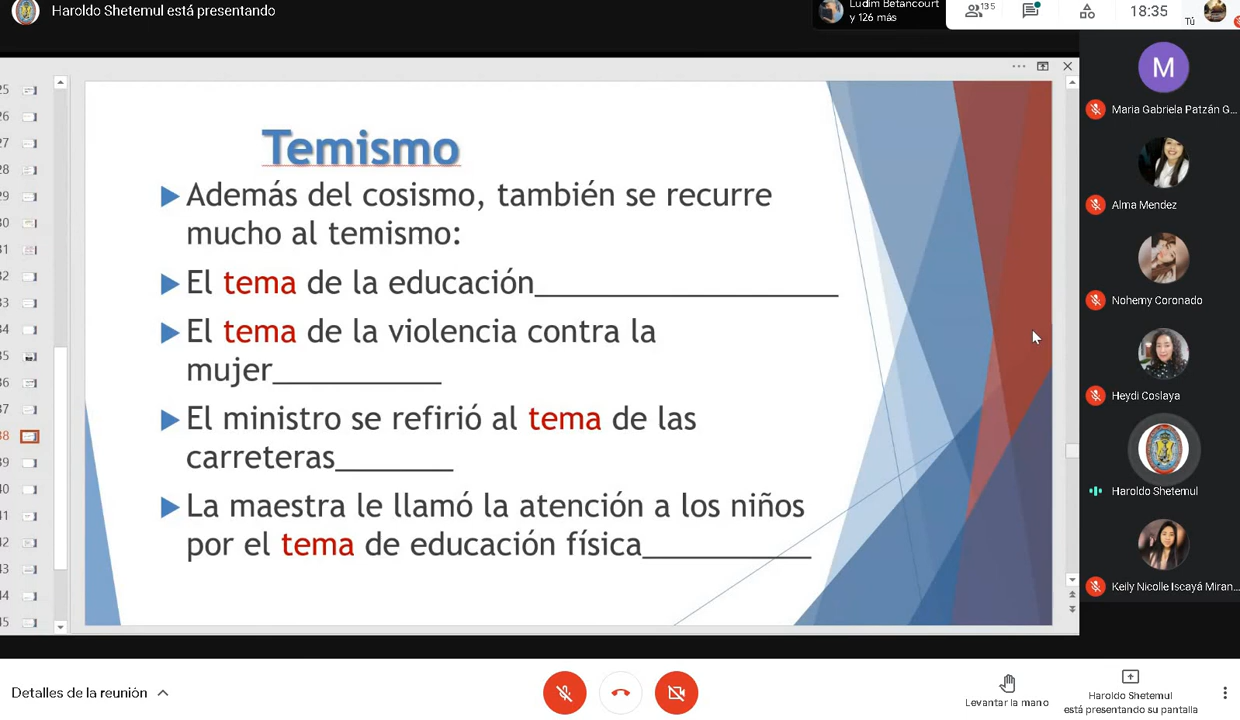 Haroldo Shetemul está presentando
Ludim Betancourt
y 126 más
135
18:35
Tú
Temismo
Además del cosismo, también se recurre
mucho al temismo:
El tema de la educación__________________
El tema de la violencia contra la
mujer__________
El ministro se refirió al tema de las
carreteras_______
La maestra le llamó la atención a los niños
por el tema de educación física__________
M
Maria Gabriela Patzán G...
Alma Mendez
Nohemy Coronado
Heydi Coslaya
Haroldo Shetemul
Keily Nicolle Iscayá Miran...
Detalles de la reunión
Levantar la mano
Haroldo Shetemul
está presentando su pantalla